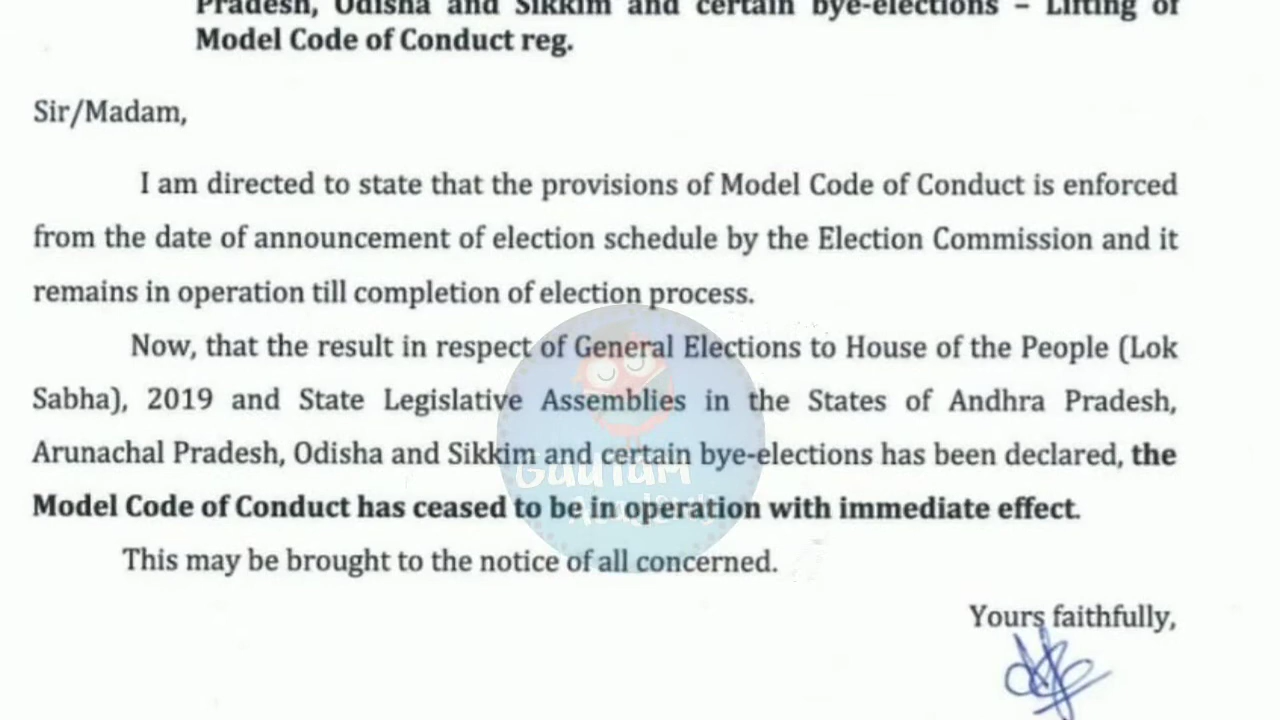 Pradesh, Odisha and Sikkim and certain bye-elections – Lifting of
Model Code of Conduct reg.
Sir/Madam,
I am directed to state that the provisions of Model Code of Conduct is enforced
from the date of announcement of election schedule by the Election Commission and it
remains in operation till completion of election process.
Now, that the result in respect of General Elections to House of the People (Lok
Sabha), 2019 and State Legislative Assemblies in the States of Andhra Pradesh,
Arunachal Pradesh, Odisha and Sikkim and certain bye-elections has been declared, the
Model Code of Conduct has ceased to be in operation with immediate effect.
Gautam
Academy
This may be brought to the notice of all concerned.
Yours faithfully,